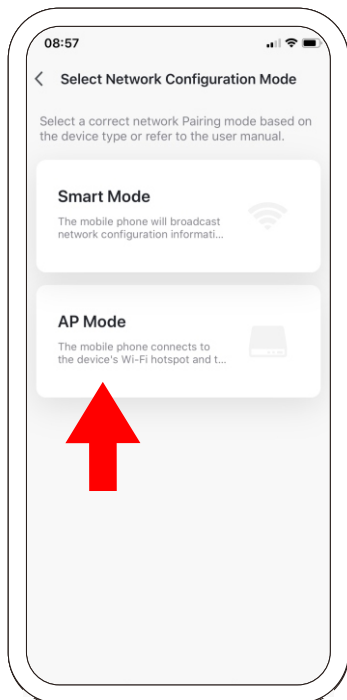 08:57
Select Network Configuration Mode
Select a correct network Pairing mode based on
the device type or refer to the user manual.
Smart Mode
The mobile phone will broadcast
network configuration informati...
AP Mode
The mobile phone connects to
the device's Wi-Fi hotspot and t...